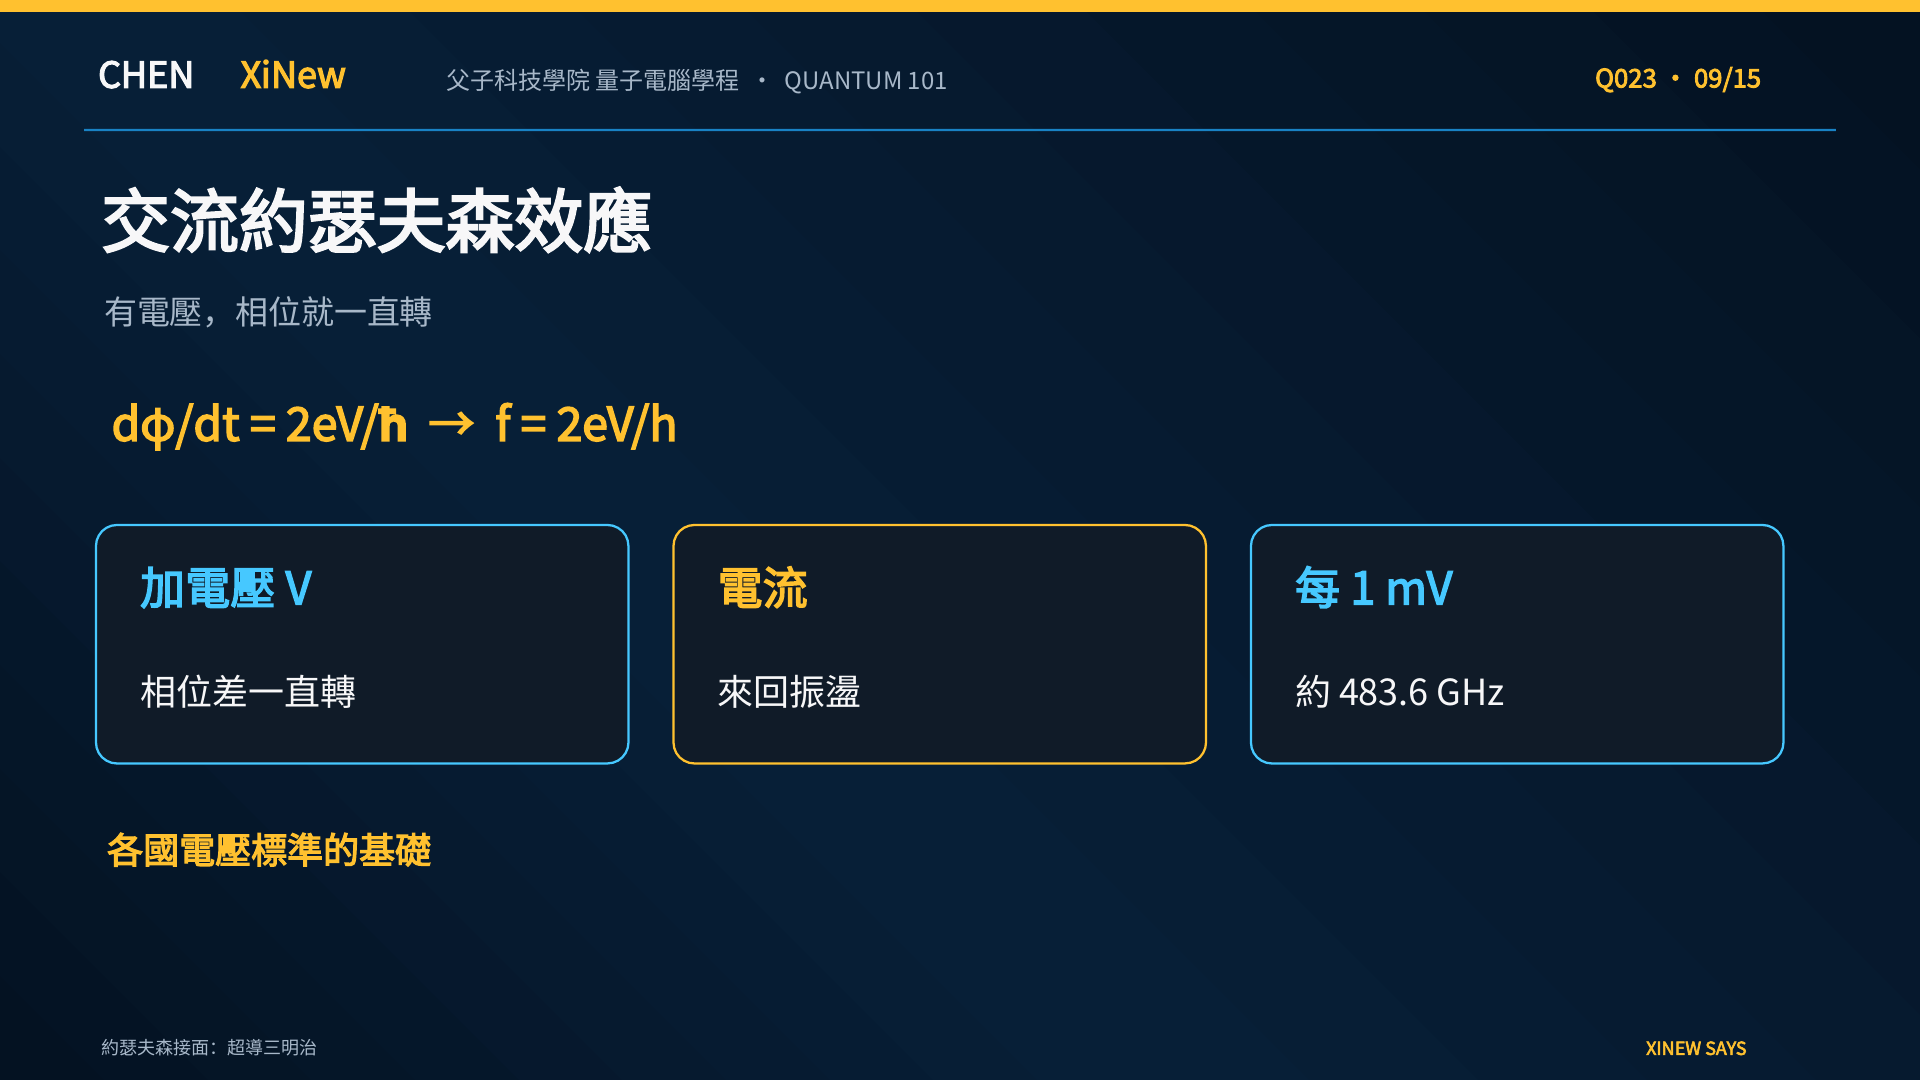 CHEN XiNew 父子科技學院 量子電腦學程 · QUANTUM 101 Q023 · 09/15
交流約瑟夫森效應
有電壓，相位就一直轉
dφ/dt = 2eV/ħ → f = 2eV/h
加電壓 V
相位差一直轉
電流
來回振盪
每 1 mV
約 483.6 GHz
各國電壓標準的基礎
約瑟夫森接面：超導三明治
XINEW SAYS